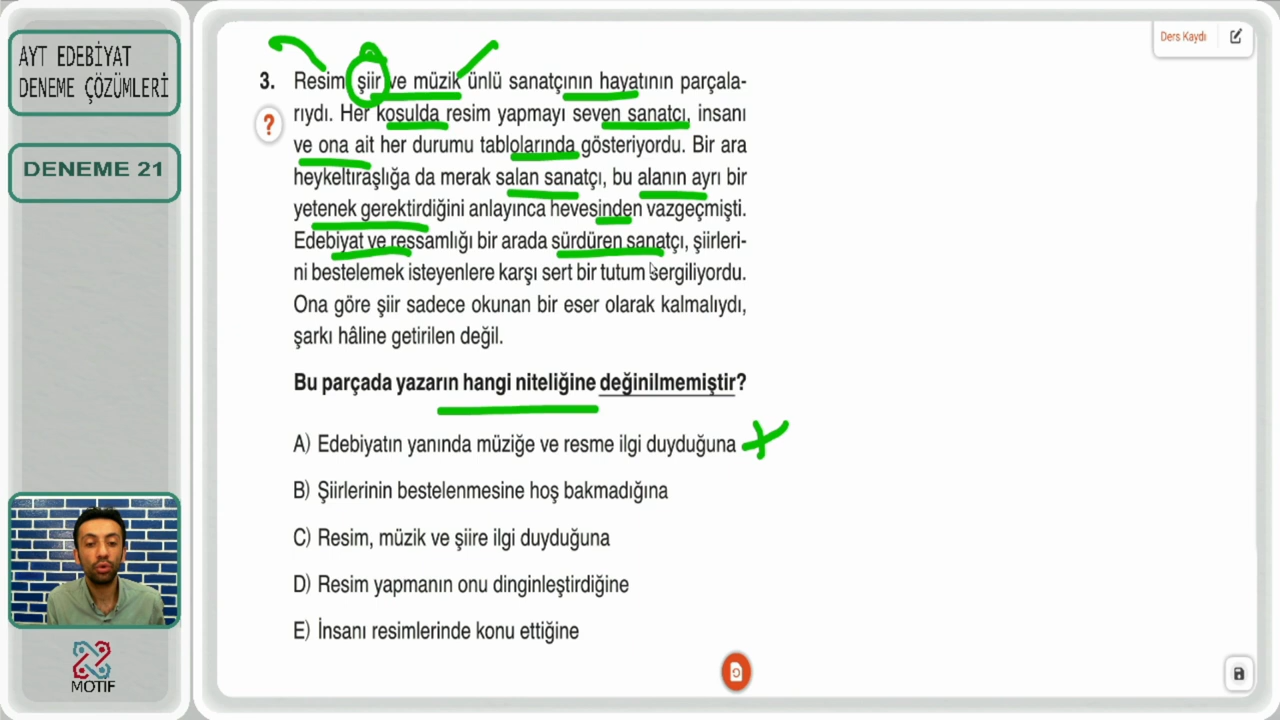 AYT EDEBİYAT
DENEME ÇÖZÜMLERİ
DENEME 21
MOTIF
Ders Kaydı
3. Resim, şiir ve müzik ünlü sanatçının hayatının parçala-
rıydı. Her koşulda resim yapmayı seven sanatçı, insanı
ve ona ait her durumu tablolarında gösteriyordu. Bir ara
heykeltıraşlığa da merak salan sanatçı, bu alanın ayrı bir
yetenek gerektirdiğini anlayınca hevesinden vazgeçmişti.
Edebiyat ve ressamlığı bir arada sürdüren sanatçı, şiirleri-
ni bestelemek isteyenlere karşı sert bir tutum sergiliyordu.
Ona göre şiir sadece okunan bir eser olarak kalmalıydı,
şarkı hâline getirilen değil.
?
Bu parçada yazarın hangi niteliğine değinilmemiştir?
A) Edebiyatın yanında müziğe ve resme ilgi duyduğuna
B) Şiirlerinin bestelenmesine hoş bakmadığına
C) Resim, müzik ve şiire ilgi duyduğuna
D) Resim yapmanın onu dinginleştirdiğine
E) İnsanı resimlerinde konu ettiğine